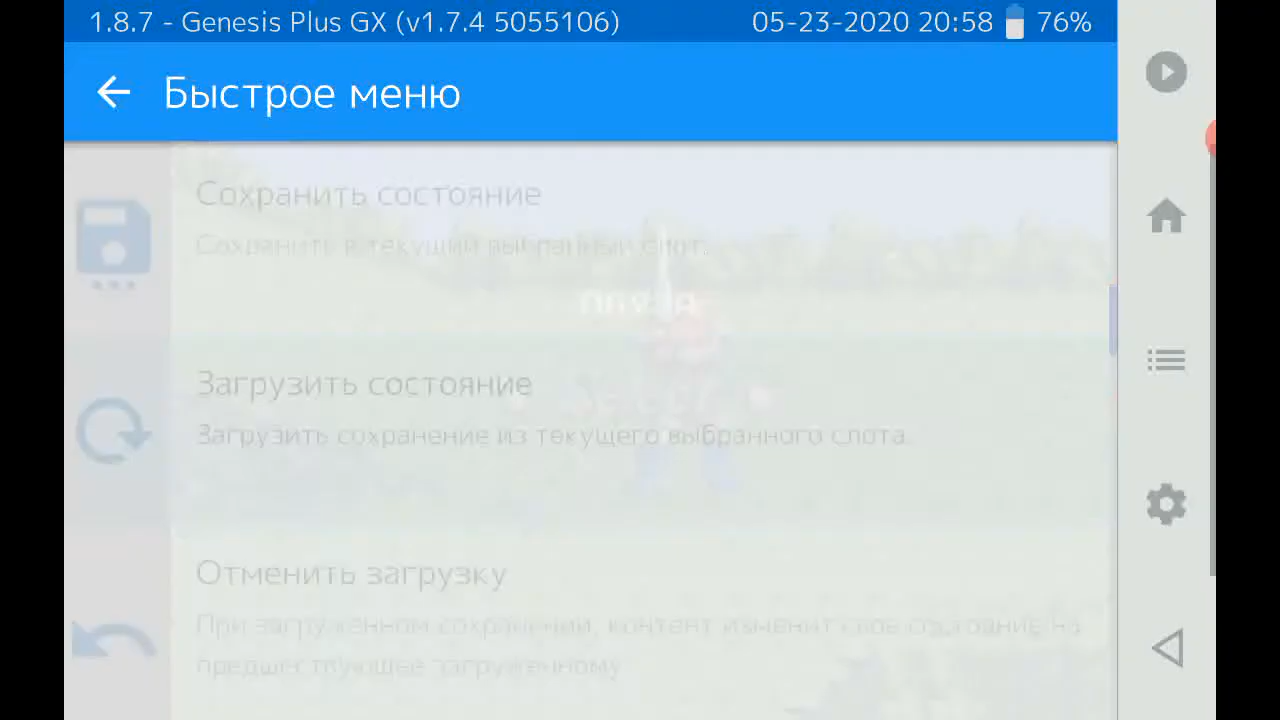 1.8.7 - Genesis Plus GX (v1.7.4 5055106)
05-23-2020 20:58 76%
Быстрое меню
Сохранить состояние
Сохранить в текущий выбранный слот.
Загрузить состояние
Загрузить сохранение из текущего выбранного слота.
Отменить загрузку
При загруженном сохранении, контент изменит своё состояние на
предшествующее загруженному